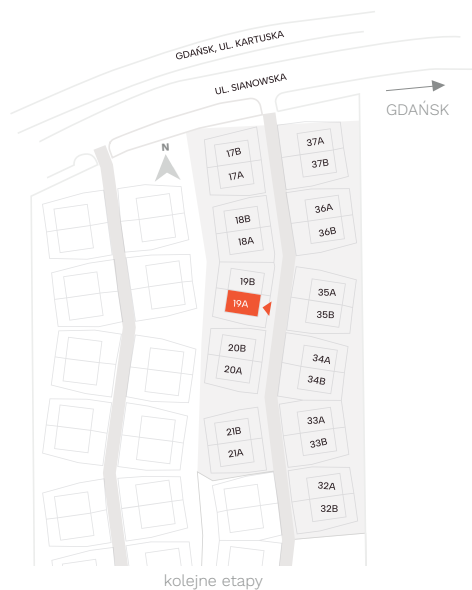 GDAŃSK, UL. KARTUSKA
UL. SIANOWSKA
GDAŃSK
N
17B
17A
37A
37B
18B
18A
36A
36B
19B
19A
35A
35B
20B
20A
34A
34B
21B
21A
33A
33B
32A
32B
kolejne etapy